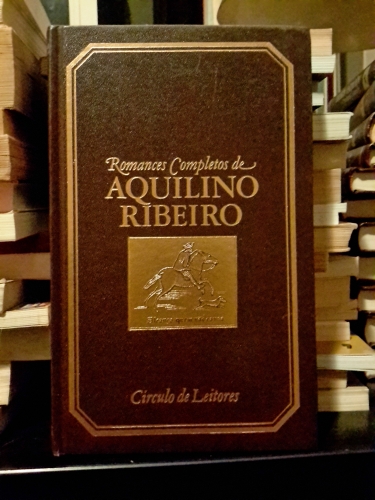 Romances Completos de
AQUILINO
RIBEIRO
Círculo de Leitores